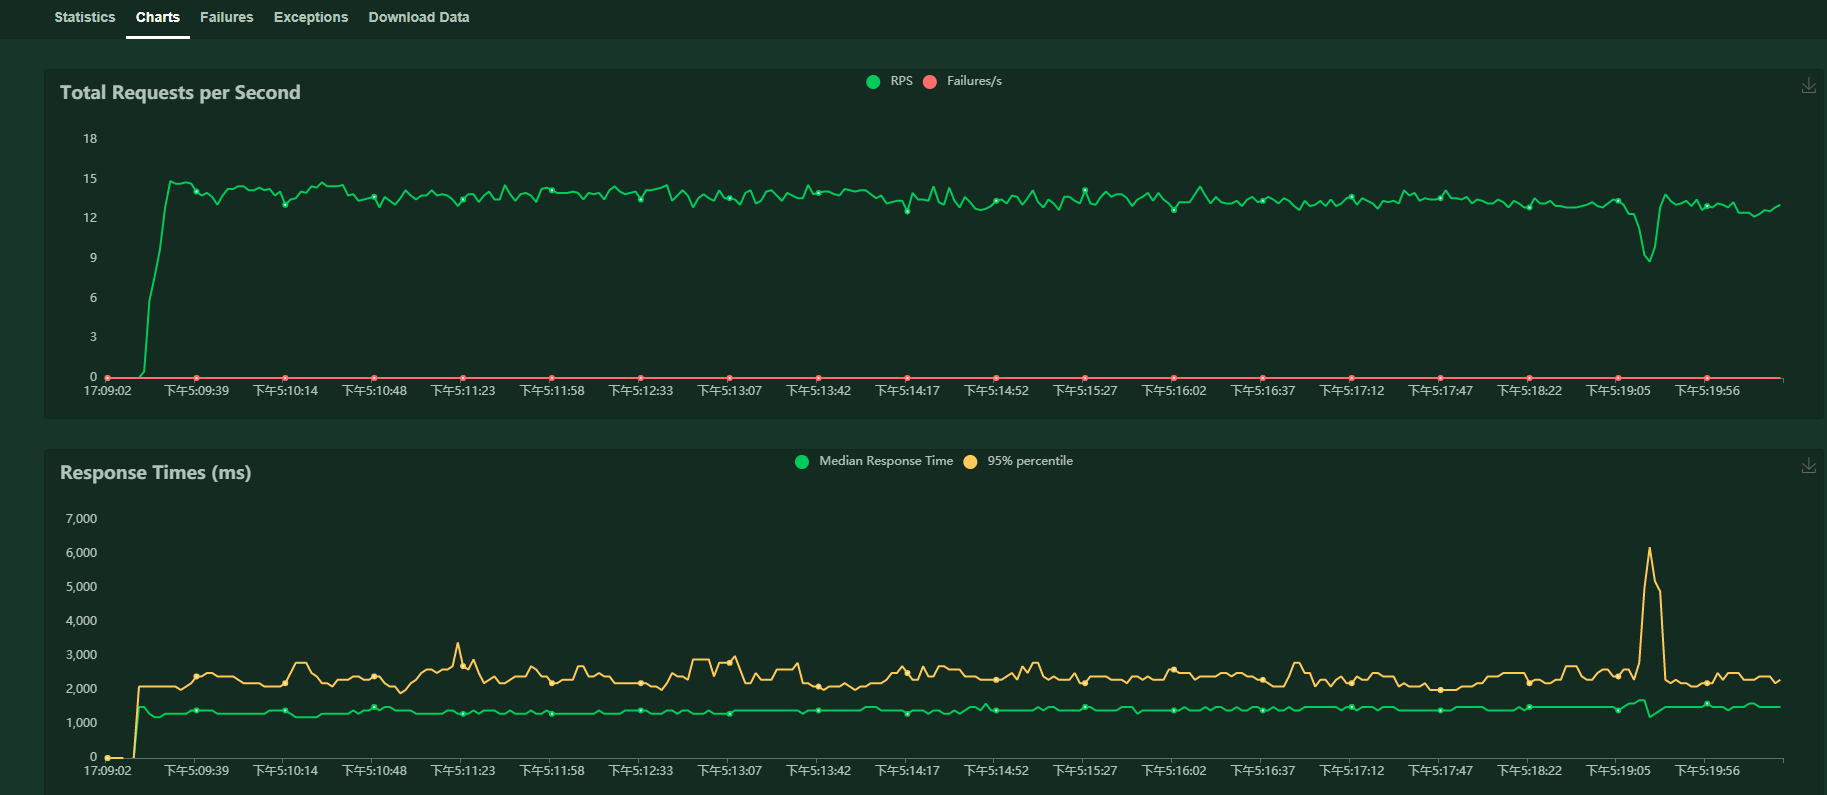 Statistics Charts Failures Exceptions Download Data
Total Requests per Second
RPS Failures/s
18
15
12
9
6
3
0
17:09:02 下午5:09:39 下午5:10:14 下午5:10:48 下午5:11:23 下午5:11:58 下午5:12:33 下午5:13:07 下午5:13:42 下午5:14:17 下午5:14:52 下午5:15:27 下午5:16:02 下午5:16:37 下午5:17:12 下午5:17:47 下午5:18:22 下午5:19:05 下午5:19:56
Response Times (ms)
Median Response Time 95% percentile
7,000
6,000
5,000
4,000
3,000
2,000
1,000
0
17:09:02 下午5:09:39 下午5:10:14 下午5:10:48 下午5:11:23 下午5:11:58 下午5:12:33 下午5:13:07 下午5:13:42 下午5:14:17 下午5:14:52 下午5:15:27 下午5:16:02 下午5:16:37 下午5:17:12 下午5:17:47 下午5:18:22 下午5:19:05 下午5:19:56